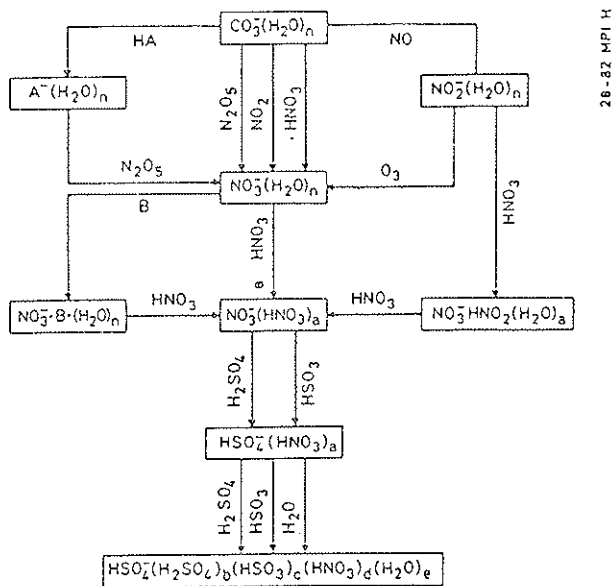 CO₃⁻(H₂O)ₙ
HA
NO
A⁻(H₂O)ₙ
N₂O₅
NO₂
HNO₃
NO₂⁻(H₂O)ₙ
28-82 MPI H
N₂O₅
O₃
NO₃⁻(H₂O)ₙ
B
HNO₃
a
HNO₃
NO₃⁻·B·(H₂O)ₙ
HNO₃
NO₃⁻(HNO₃)ₐ
HNO₃
NO₃⁻HNO₂(H₂O)ₐ
H₂SO₄
HSO₃
HSO₄⁻(HNO₃)ₐ
H₂SO₄
HSO₃
H₂O
HSO₄⁻(H₂SO₄)b(HSO₃)c(HNO₃)d(H₂O)e